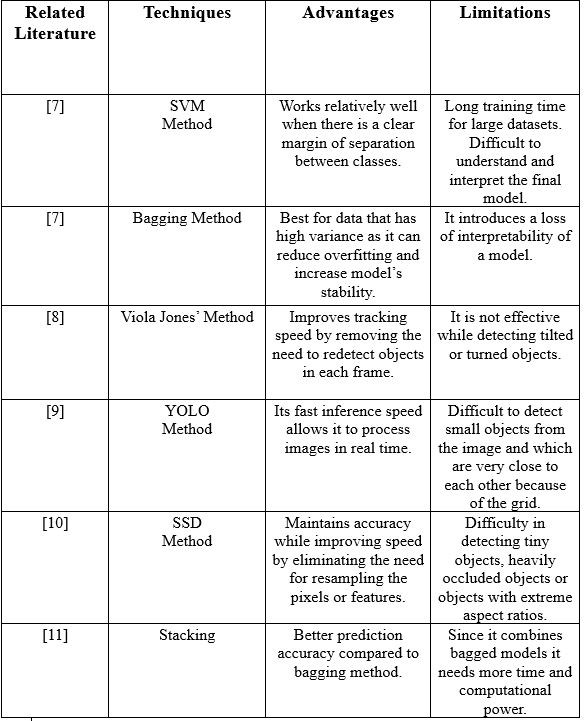 Related
Literature
Techniques
Advantages
Limitations
[7]
SVM
Method
Works relatively well
when there is a clear
margin of separation
between classes.
Long training time
for large datasets.
Difficult to
understand and
interpret the final
model.
[7]
Bagging Method
Best for data that has
high variance as it can
reduce overfitting and
increase model’s
stability.
It introduces a loss
of interpretability of
a model.
[8]
Viola Jones’ Method
Improves tracking
speed by removing the
need to redetect objects
in each frame.
It is not effective
while detecting tilted
or turned objects.
[9]
YOLO
Method
Its fast inference speed
allows it to process
images in real time.
Difficult to detect
small objects from
the image and which
are very close to
each other because
of the grid.
[10]
SSD
Method
Maintains accuracy
while improving speed
by eliminating the need
for resampling the
pixels or features.
Difficulty in
detecting tiny
objects, heavily
occluded objects or
objects with extreme
aspect ratios.
[11]
Stacking
Better prediction
accuracy compared to
bagging method.
Since it combines
bagged models it
needs more time and
computational
power.